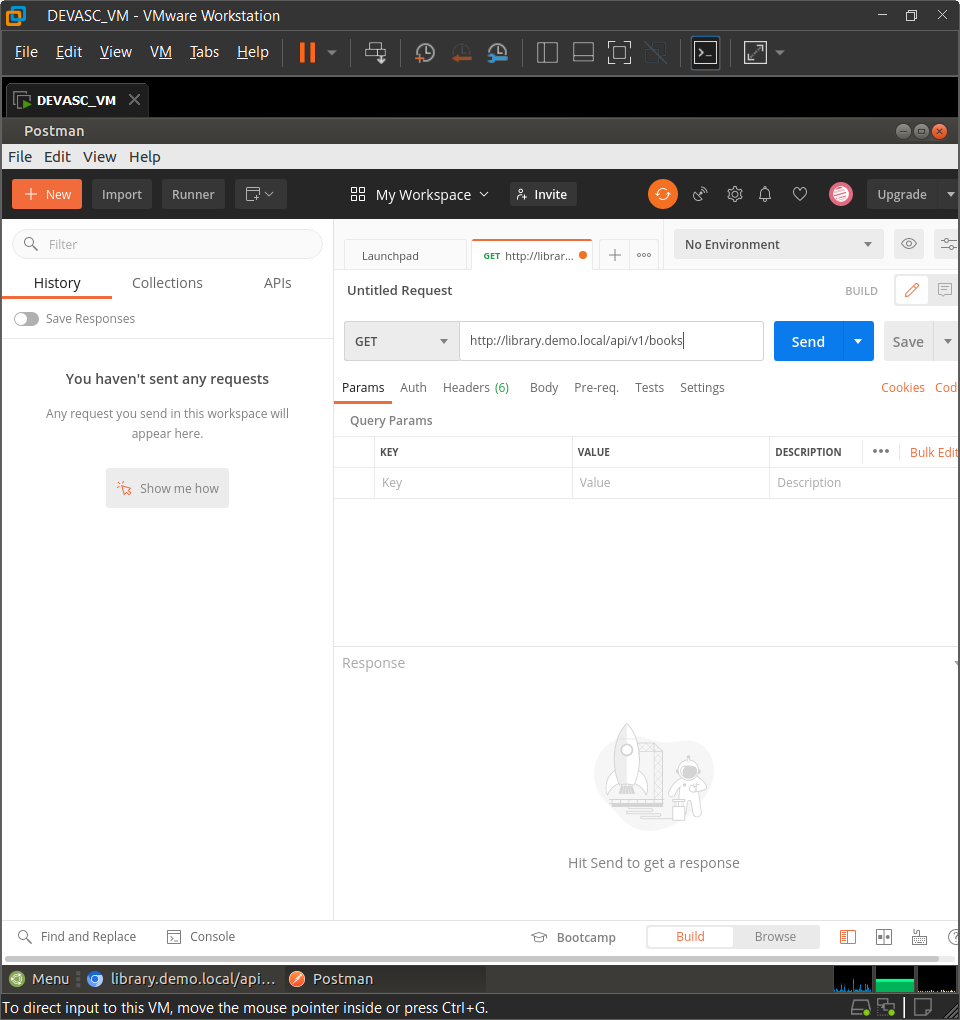 DEVASC_VM - VMware Workstation
File Edit View VM Tabs Help
DEVASC_VM
Postman
File Edit View Help
New Import Runner My Workspace Invite Upgrade
Filter
Launchpad GET http://librar... No Environment
History Collections APIs
Untitled Request BUILD
Save Responses
GET http://library.demo.local/api/v1/books Send Save
You haven't sent any requests
Params Auth Headers (6) Body Pre-req. Tests Settings Cookies Cod
Any request you send in this workspace will
appear here.
Query Params
KEY VALUE DESCRIPTION ••• Bulk Edit
Key Value Description
Show me how
Response
Hit Send to get a response
Find and Replace Console Bootcamp Build Browse
Menu library.demo.local/api... Postman
To direct input to this VM, move the mouse pointer inside or press Ctrl+G.